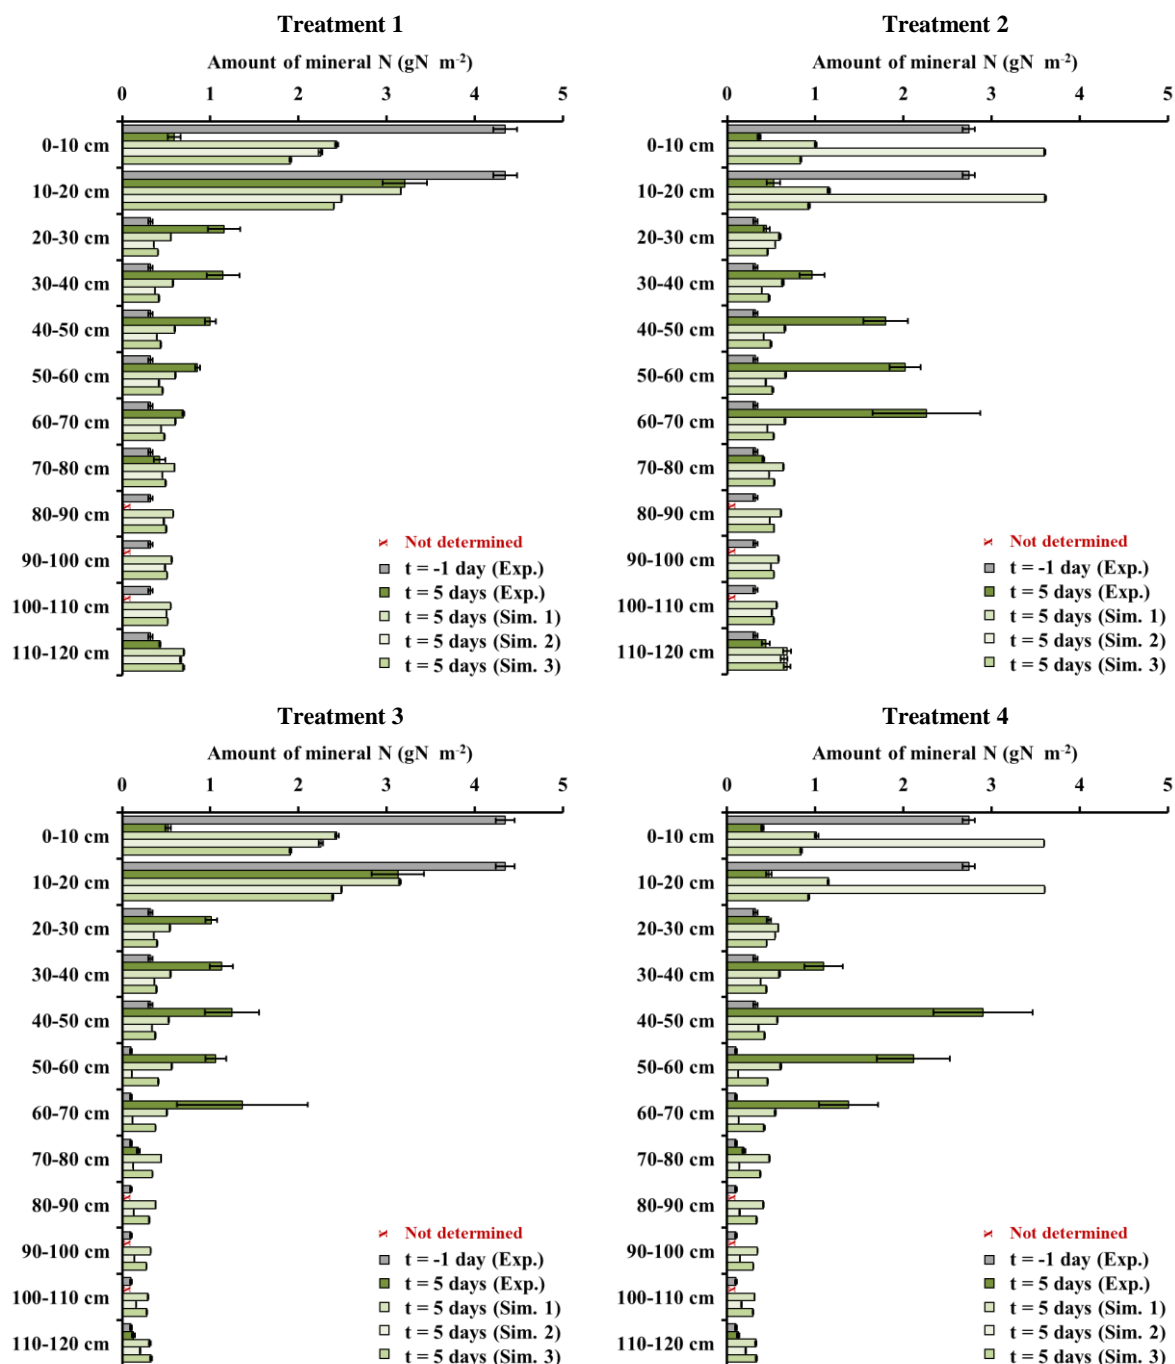 Treatment 1
Amount of mineral N (gN m-2)
0 1 2 3 4 5
0-10 cm
10-20 cm
20-30 cm
30-40 cm
40-50 cm
50-60 cm
60-70 cm
70-80 cm
80-90 cm
90-100 cm
100-110 cm
110-120 cm
Not determined
t = -1 day (Exp.)
t = 5 days (Exp.)
t = 5 days (Sim. 1)
t = 5 days (Sim. 2)
t = 5 days (Sim. 3)
Treatment 2
Amount of mineral N (gN m-2)
0 1 2 3 4 5
0-10 cm
10-20 cm
20-30 cm
30-40 cm
40-50 cm
50-60 cm
60-70 cm
70-80 cm
80-90 cm
90-100 cm
100-110 cm
110-120 cm
Not determined
t = -1 day (Exp.)
t = 5 days (Exp.)
t = 5 days (Sim. 1)
t = 5 days (Sim. 2)
t = 5 days (Sim. 3)
Treatment 3
Amount of mineral N (gN m-2)
0 1 2 3 4 5
0-10 cm
10-20 cm
20-30 cm
30-40 cm
40-50 cm
50-60 cm
60-70 cm
70-80 cm
80-90 cm
90-100 cm
100-110 cm
110-120 cm
Not determined
t = -1 day (Exp.)
t = 5 days (Exp.)
t = 5 days (Sim. 1)
t = 5 days (Sim. 2)
t = 5 days (Sim. 3)
Treatment 4
Amount of mineral N (gN m-2)
0 1 2 3 4 5
0-10 cm
10-20 cm
20-30 cm
30-40 cm
40-50 cm
50-60 cm
60-70 cm
70-80 cm
80-90 cm
90-100 cm
100-110 cm
110-120 cm
Not determined
t = -1 day (Exp.)
t = 5 days (Exp.)
t = 5 days (Sim. 1)
t = 5 days (Sim. 2)
t = 5 days (Sim. 3)